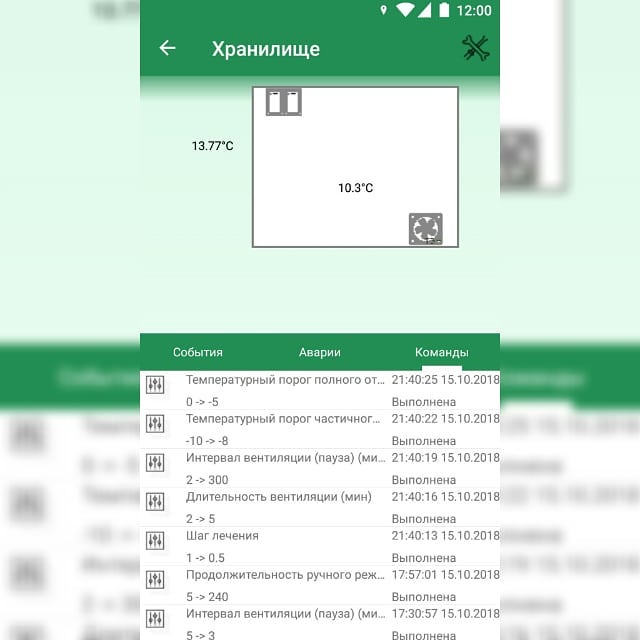 12:00
Хранилище
13.77°C
10.3°C
События Аварии Команды
Температурный порог полного от... 21:40:25 15.10.2018
0 -> -5 Выполнена
Температурный порог частичног... 21:40:22 15.10.2018
-10 -> -8 Выполнена
Интервал вентиляции (пауза) (ми... 21:40:19 15.10.2018
2 -> 300 Выполнена
Длительность вентиляции (мин) 21:40:16 15.10.2018
2 -> 5 Выполнена
Шаг лечения 21:40:13 15.10.2018
1 -> 0.5 Выполнена
Продолжительность ручного реж... 17:57:01 15.10.2018
5 -> 240 Выполнена
Интервал вентиляции (пауза) (ми... 17:30:57 15.10.2018
5 -> 3 Выполнена